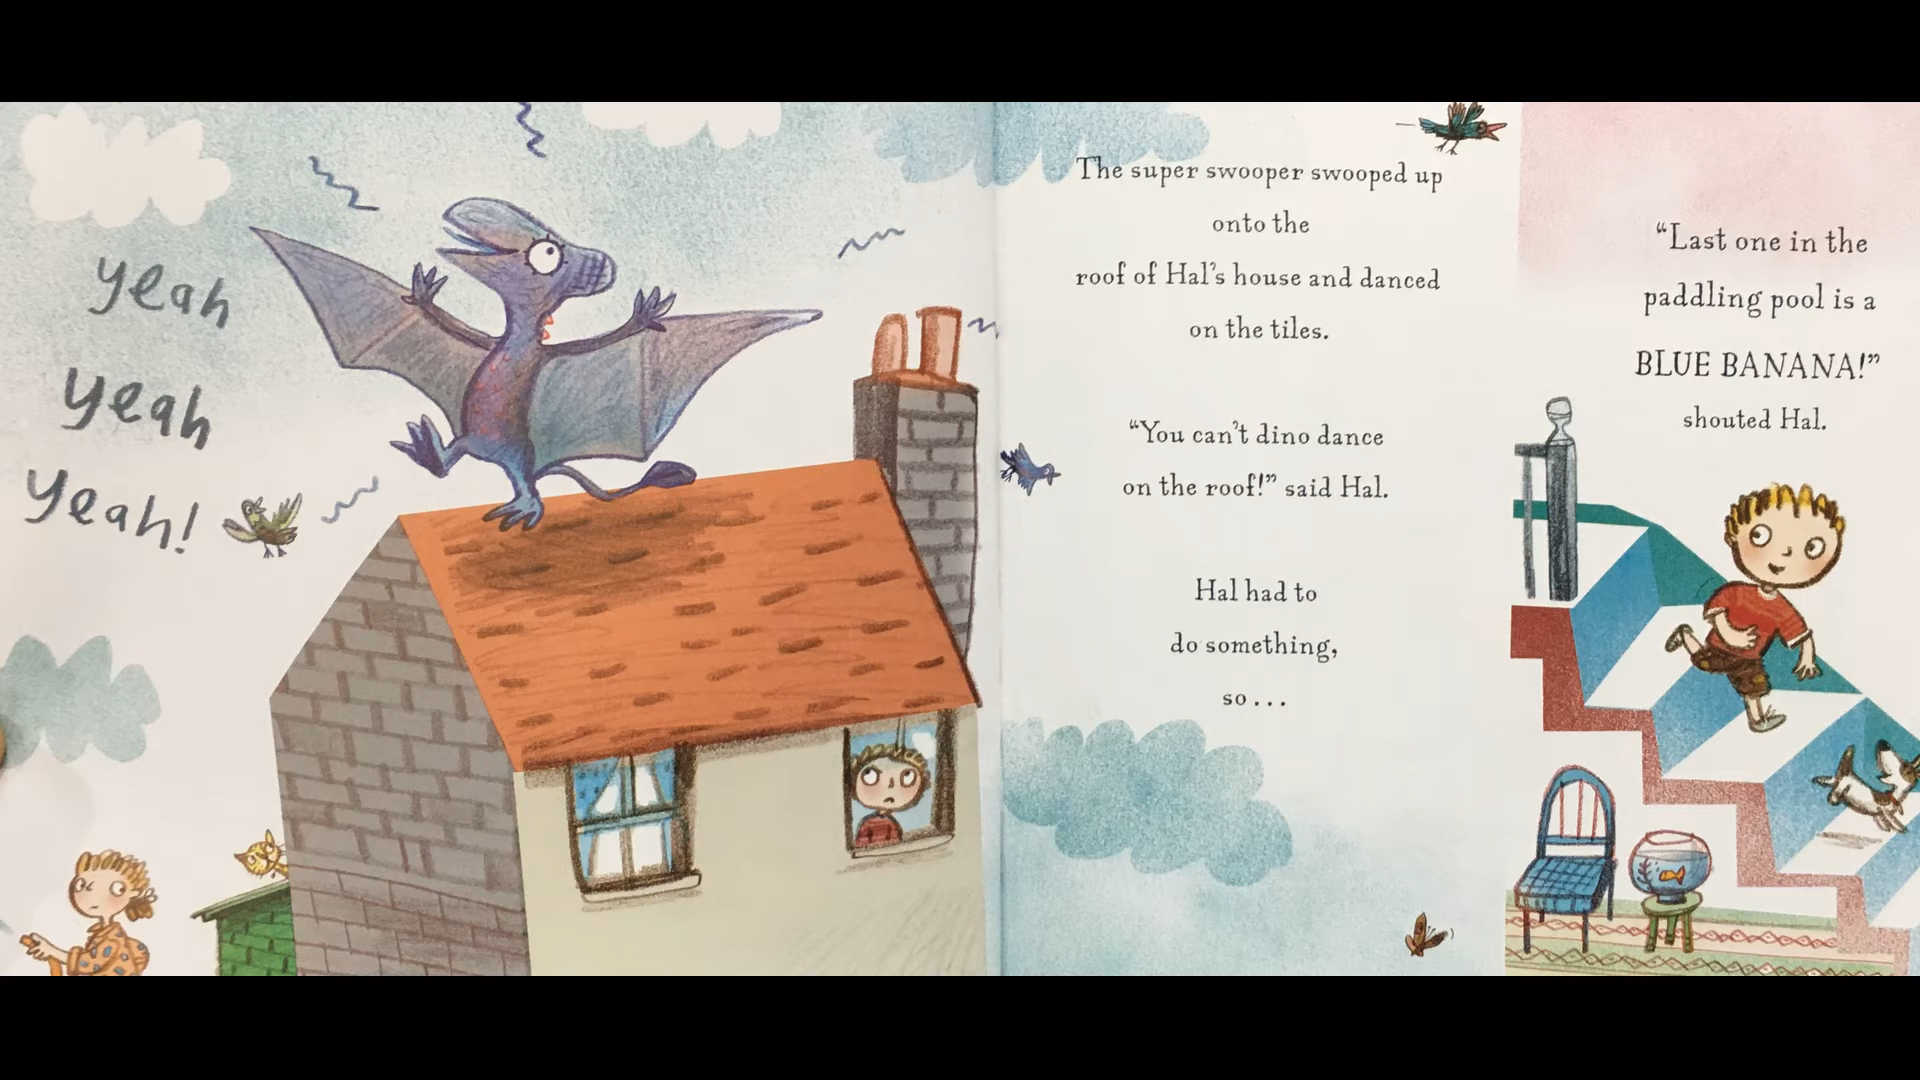 yeah
yeah
yeah!
The super swooper swooped up
onto the
roof of Hal's house and danced
on the tiles.
"You can't dino dance
on the roof!" said Hal.
Hal had to
do something,
so . . .
"Last one in the
paddling pool is a
BLUE BANANA!"
shouted Hal.